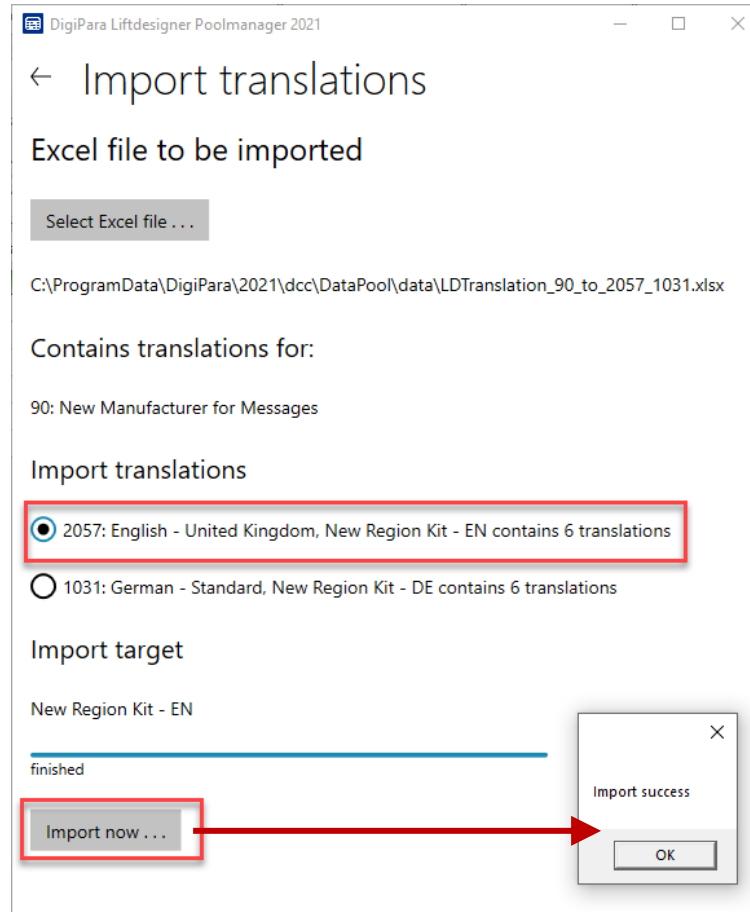 DigiPara Liftdesigner Poolmanager 2021
Import translations
Excel file to be imported
Select Excel file . . .
C:\ProgramData\DigiPara\2021\dcc\DataPool\data\LDTranslation_90_to_2057_1031.xlsx
Contains translations for:
90: New Manufacturer for Messages
Import translations
2057: English - United Kingdom, New Region Kit - EN contains 6 translations
1031: German - Standard, New Region Kit - DE contains 6 translations
Import target
New Region Kit - EN
finished
Import now . . .
Import success
OK